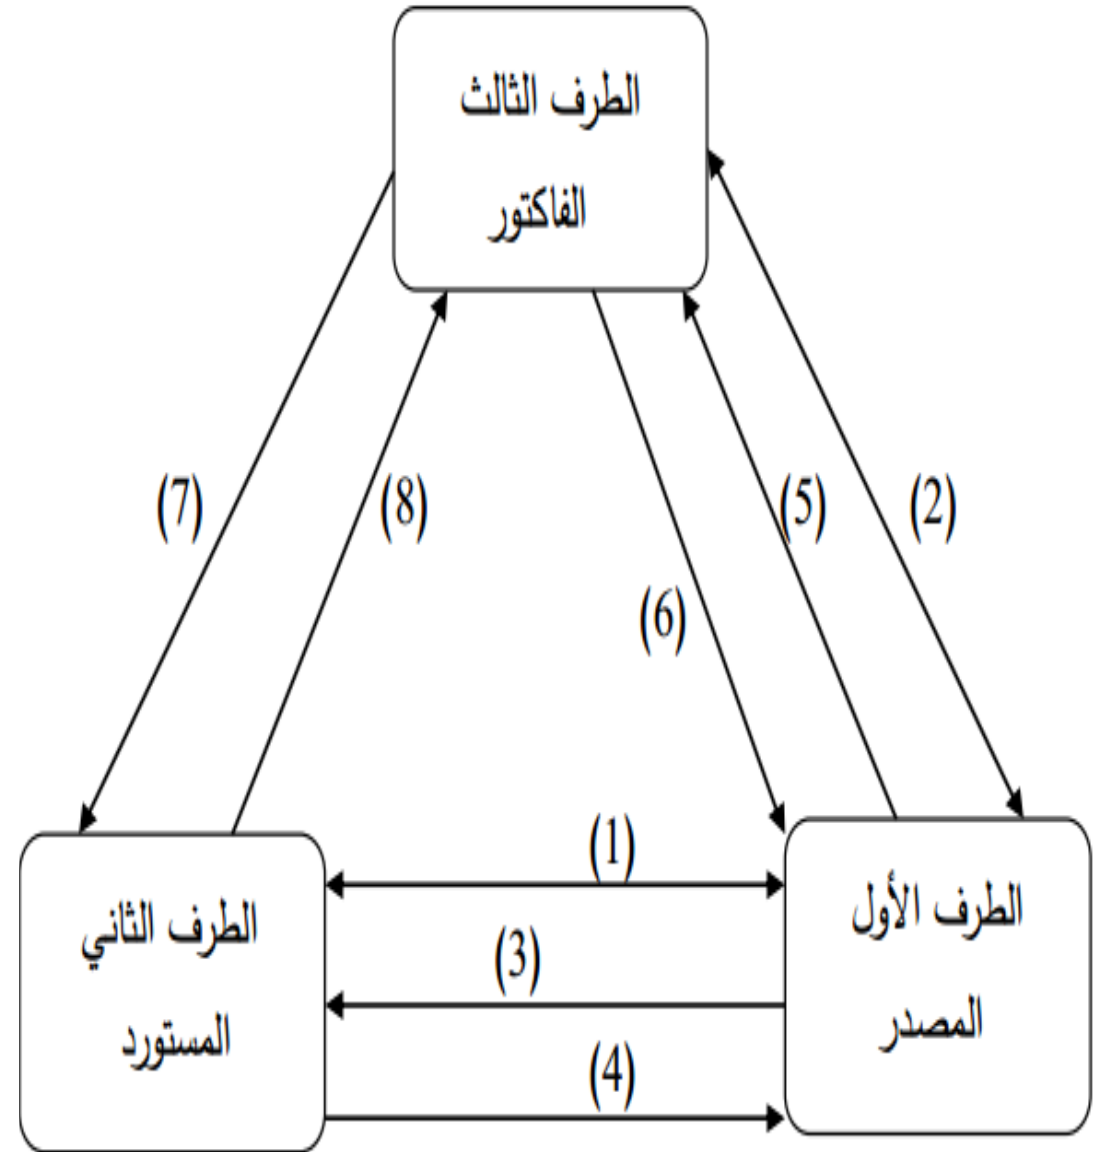 الطرف الثالث
الفاكتور
(7)
(8)
(5)
(2)
(6)
(1)
الطرف الأول
المصدر
الطرف الثاني
المستورد
(3)
(4)